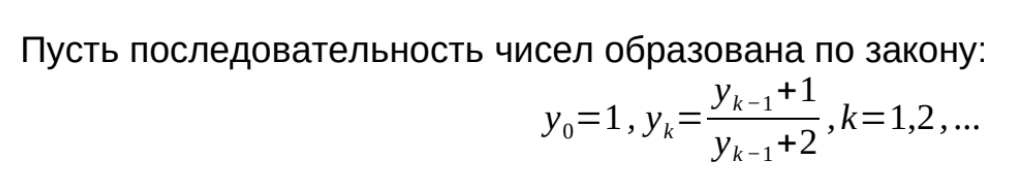 Пусть последовательность чисел образована по закону:
y₀=1, yₖ=(yₖ₋₁+1)/(yₖ₋₁+2), k=1,2,...